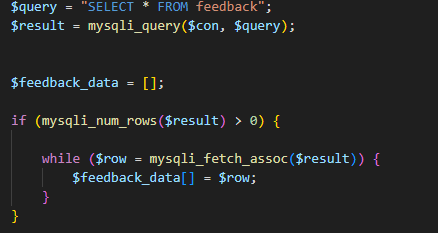 $query = "SELECT * FROM feedback";
$result = mysqli_query($con, $query);
$feedback_data = [];
if (mysqli_num_rows($result) > 0) {
while ($row = mysqli_fetch_assoc($result)) {
$feedback_data[] = $row;
}
}